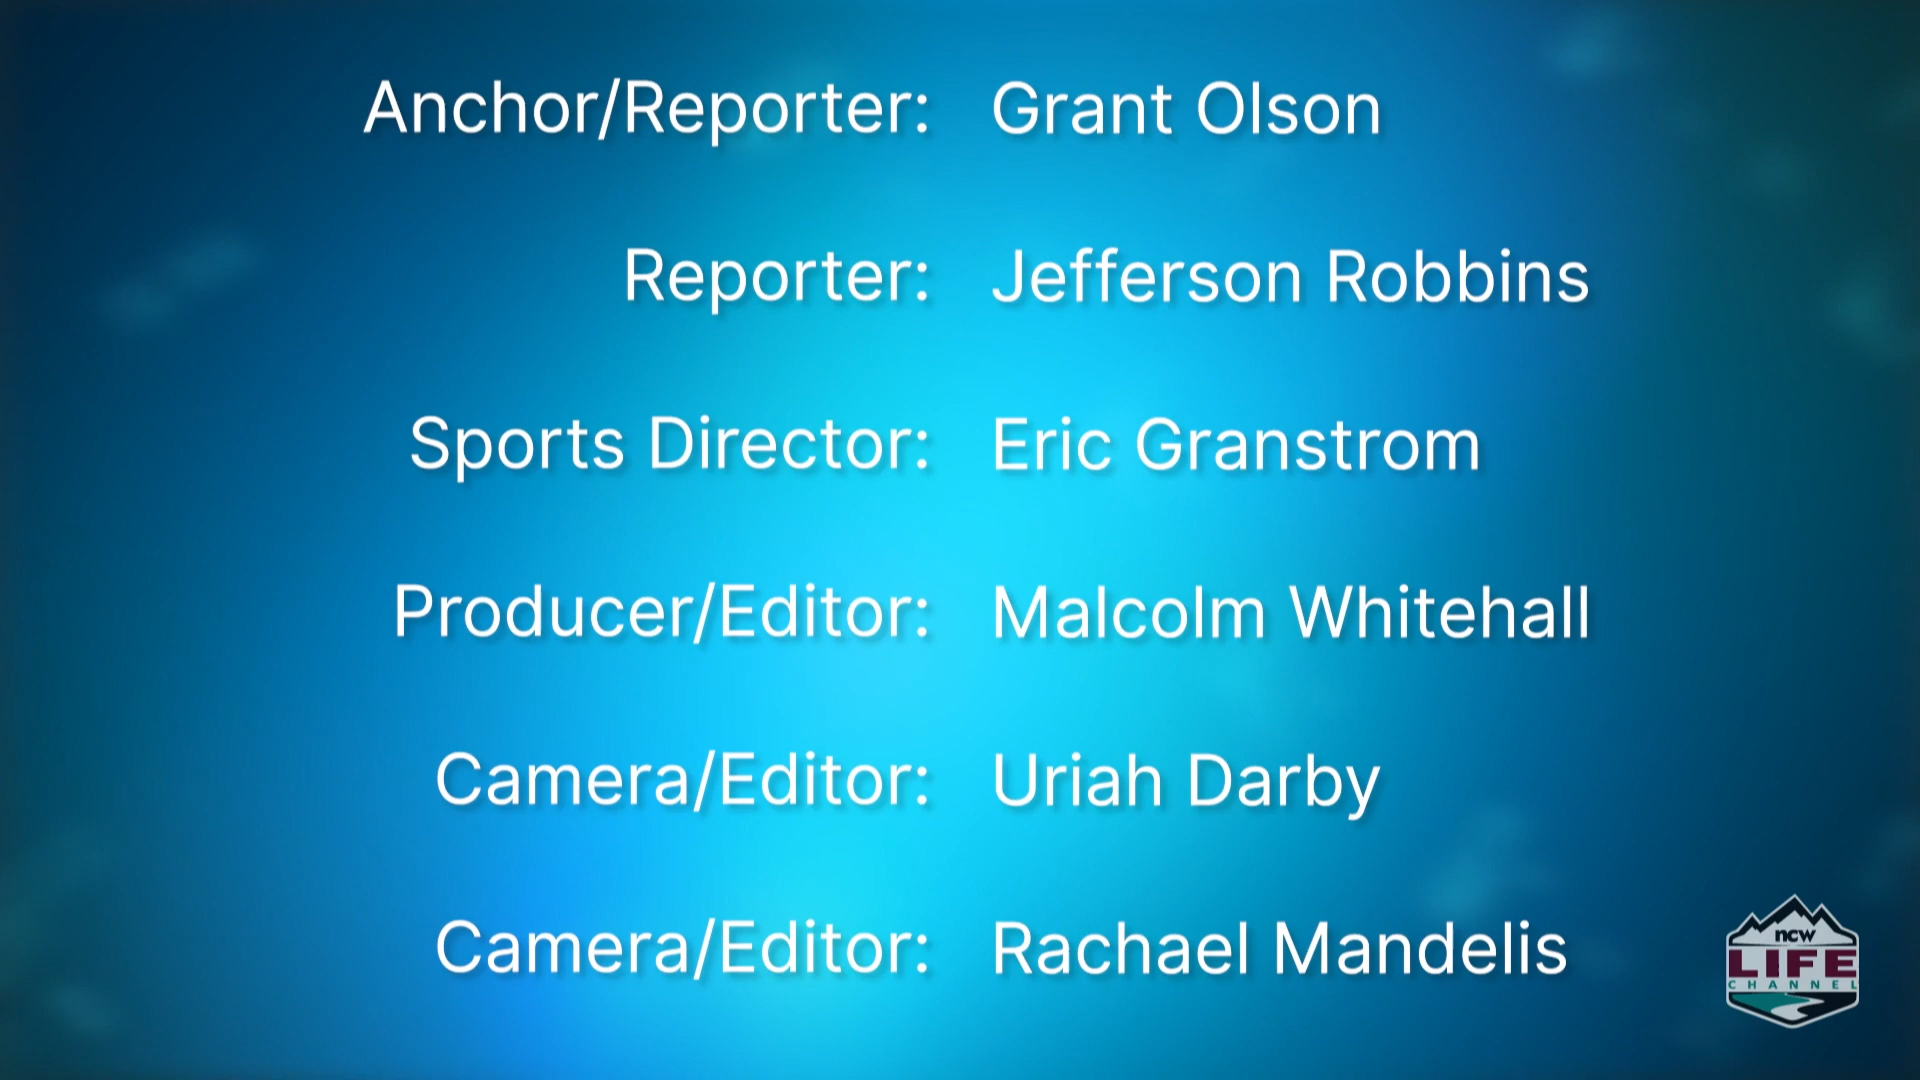 Anchor/Reporter: Grant Olson
Reporter: Jefferson Robbins
Sports Director: Eric Granstrom
Producer/Editor: Malcolm Whitehall
Camera/Editor: Uriah Darby
Camera/Editor: Rachael Mandelis
ncw
LIFE
CHANNEL